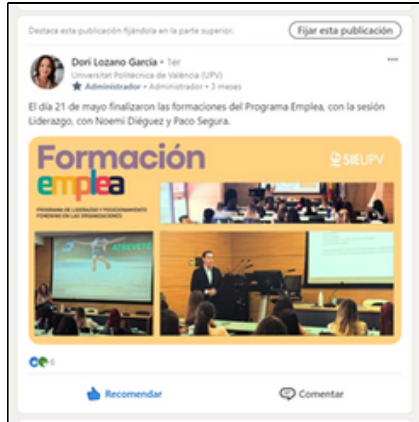 Destaca esta publicación fijándola en la parte superior.
Fijar esta publicación
Dori Lozano García • 1er
Universitat Politècnica de València (UPV)
Administrador • Administrador • 3 meses
El día 21 de mayo finalizaron las formaciones del Programa Emplea, con la sesión
Liderazgo, con Noemi Diéguez y Paco Segura.
Formación
emplea
SIEUPV
PROGRAMA DE LIDERAZGO Y POSICIONAMIENTO
FEMENINO EN LAS ORGANIZACIONES
ATRÉVETE
6
Recomendar
Comentar